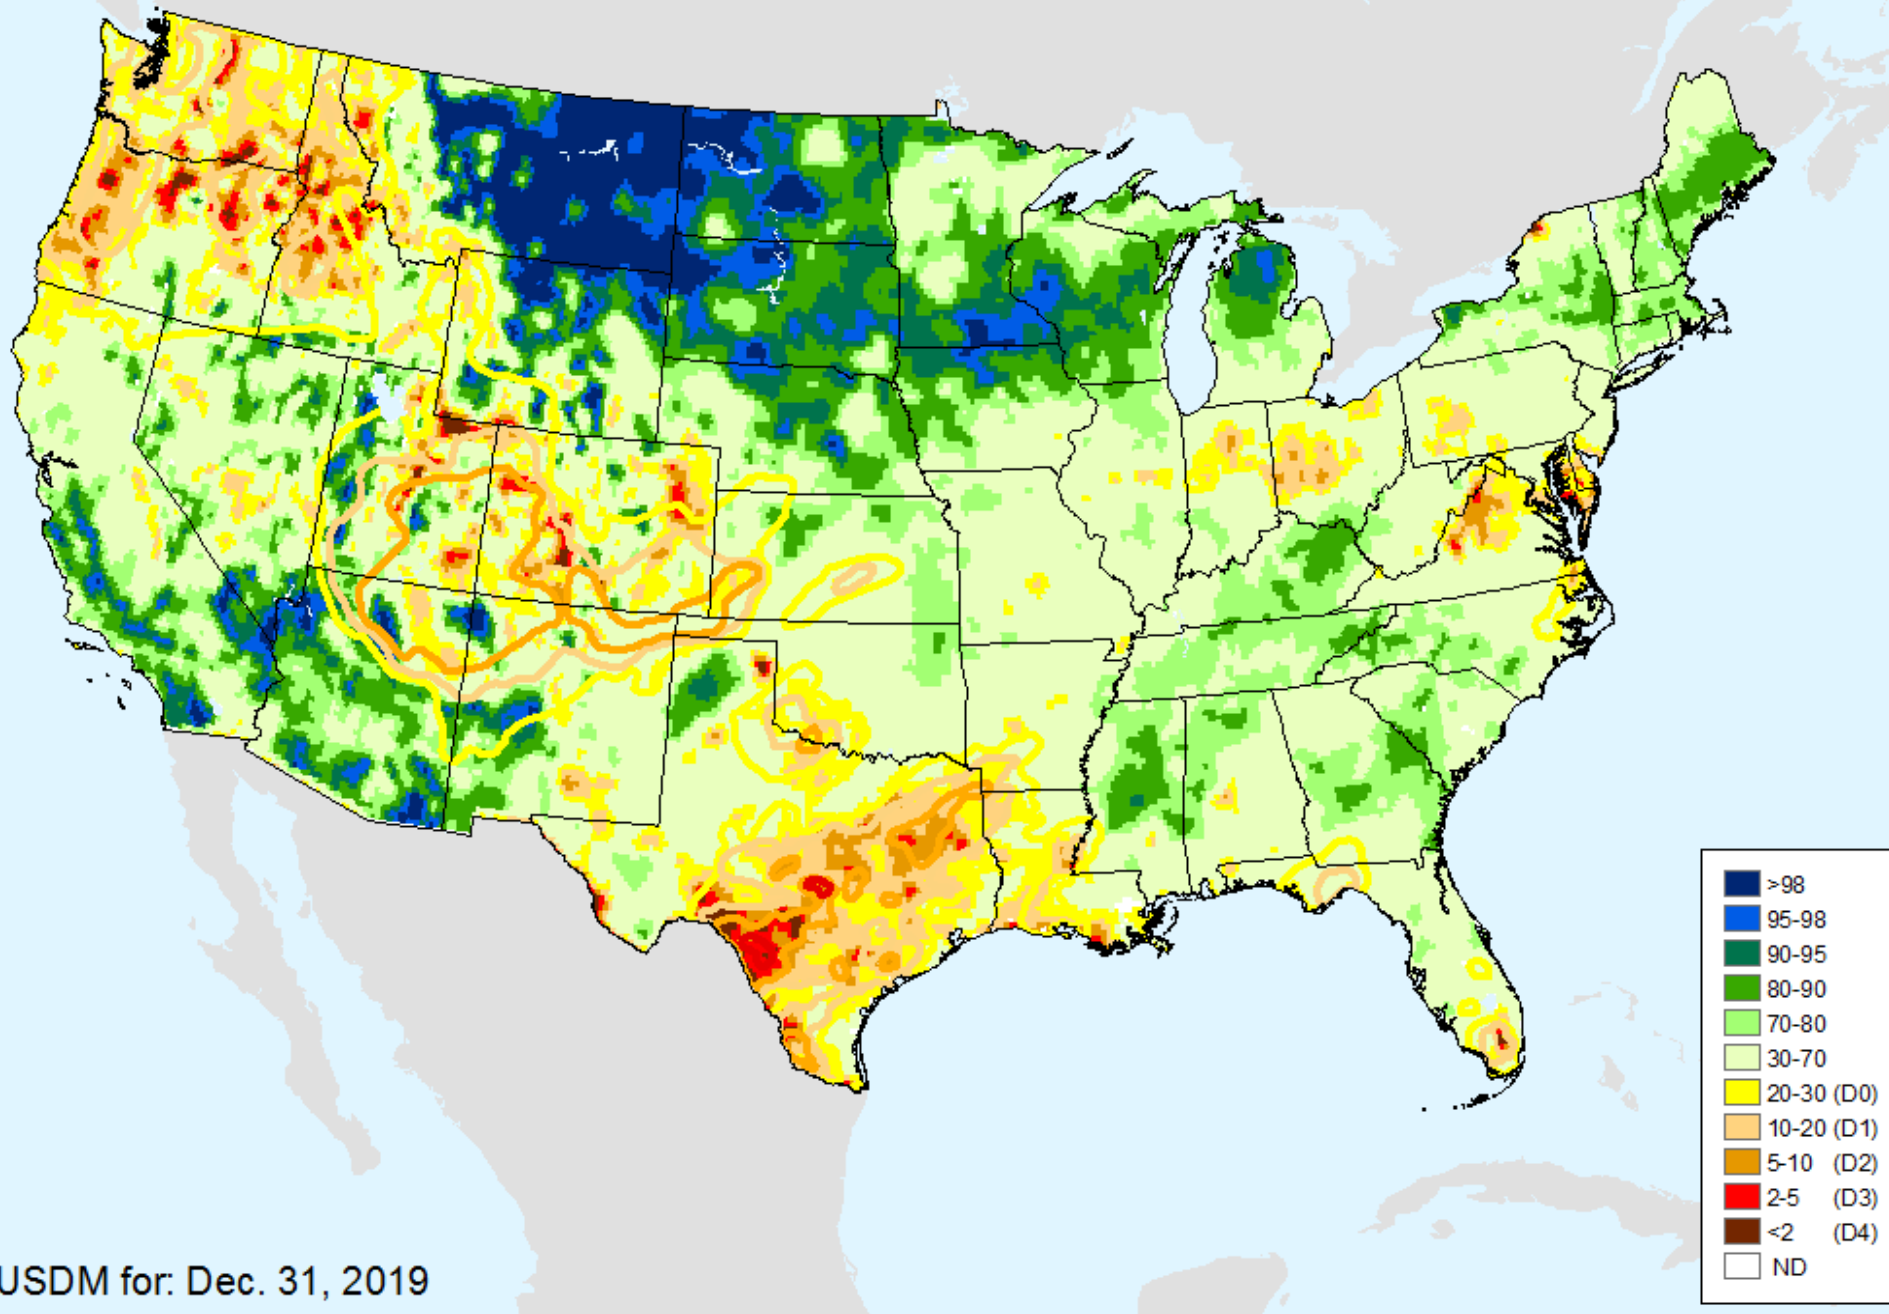 >98
95-98
90-95
80-90
70-80
30-70
20-30 (D0)
10-20 (D1)
5-10 (D2)
2-5 (D3)
<2 (D4)
ND
USDM for: Dec. 31, 2019